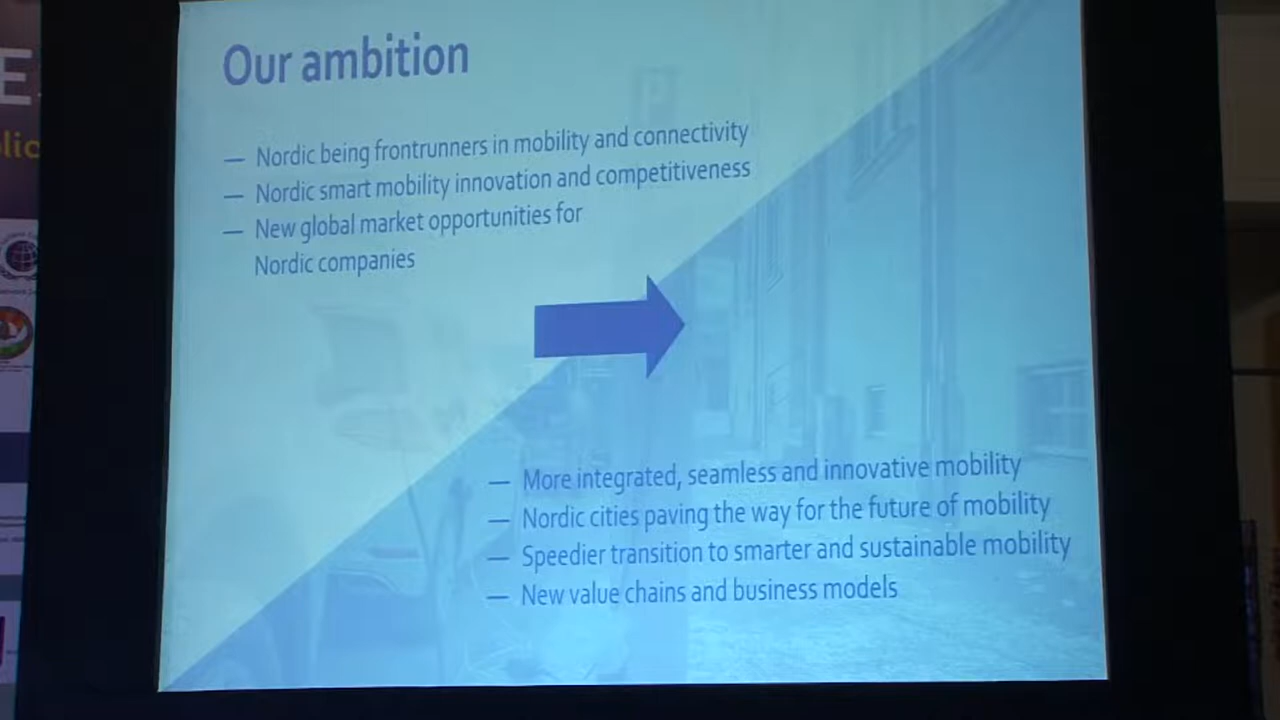 Our ambition
— Nordic being frontrunners in mobility and connectivity
— Nordic smart mobility innovation and competitiveness
— New global market opportunities for
Nordic companies
— More integrated, seamless and innovative mobility
— Nordic cities paving the way for the future of mobility
— Speedier transition to smarter and sustainable mobility
— New value chains and business models
E
lic
P